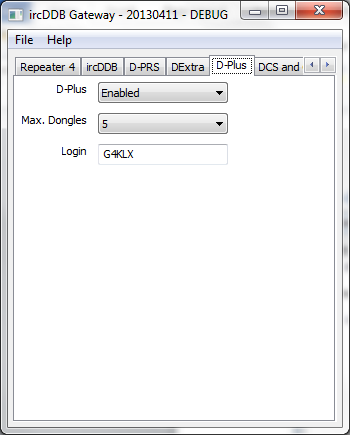 ircDDB Gateway - 20130411 - DEBUG
File Help
Repeater 4 ircDDB D-PRS DExtra D-Plus DCS and
D-Plus Enabled
Max. Dongles 5
Login G4KLX